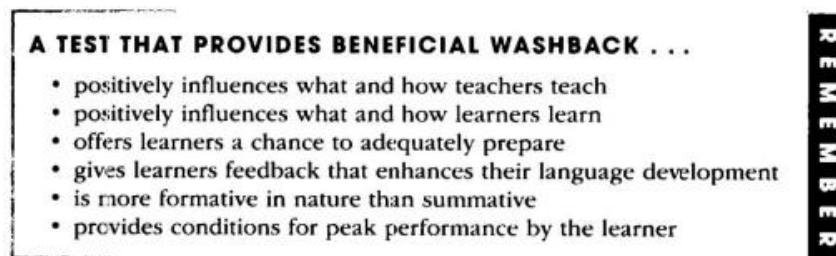 A TEST THAT PROVIDES BENEFICIAL WASHBACK . . .
• positively influences what and how teachers teach
• positively influences what and how learners learn
• offers learners a chance to adequately prepare
• gives learners feedback that enhances their language development
• is more formative in nature than summative
• provides conditions for peak performance by the learner
REMEMBER